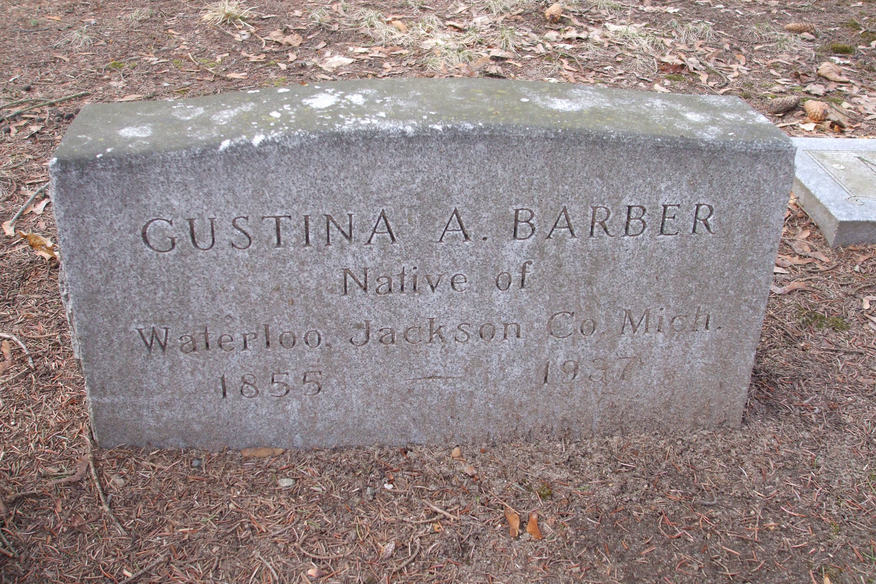 GUSTINA A. BARBER
Native of
Waterloo, Jackson Co. Mich.
1855 — 1937